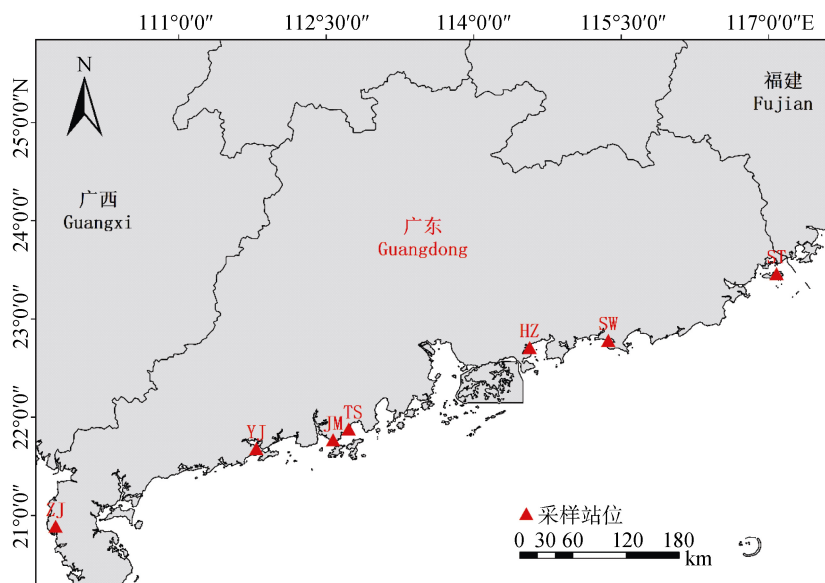 111°0′0″ 112°30′0″ 114°0′0″ 115°30′0″ 117°0′0″E
N
福建
Fujian
25°0′0″N
广西
Guangxi
24°0′0″
广东
Guangdong
ST
23°0′0″
HZ
SW
22°0′0″
YJ
JM
TS
21°0′0″
ZJ
采样站位
0 30 60 120 180
km